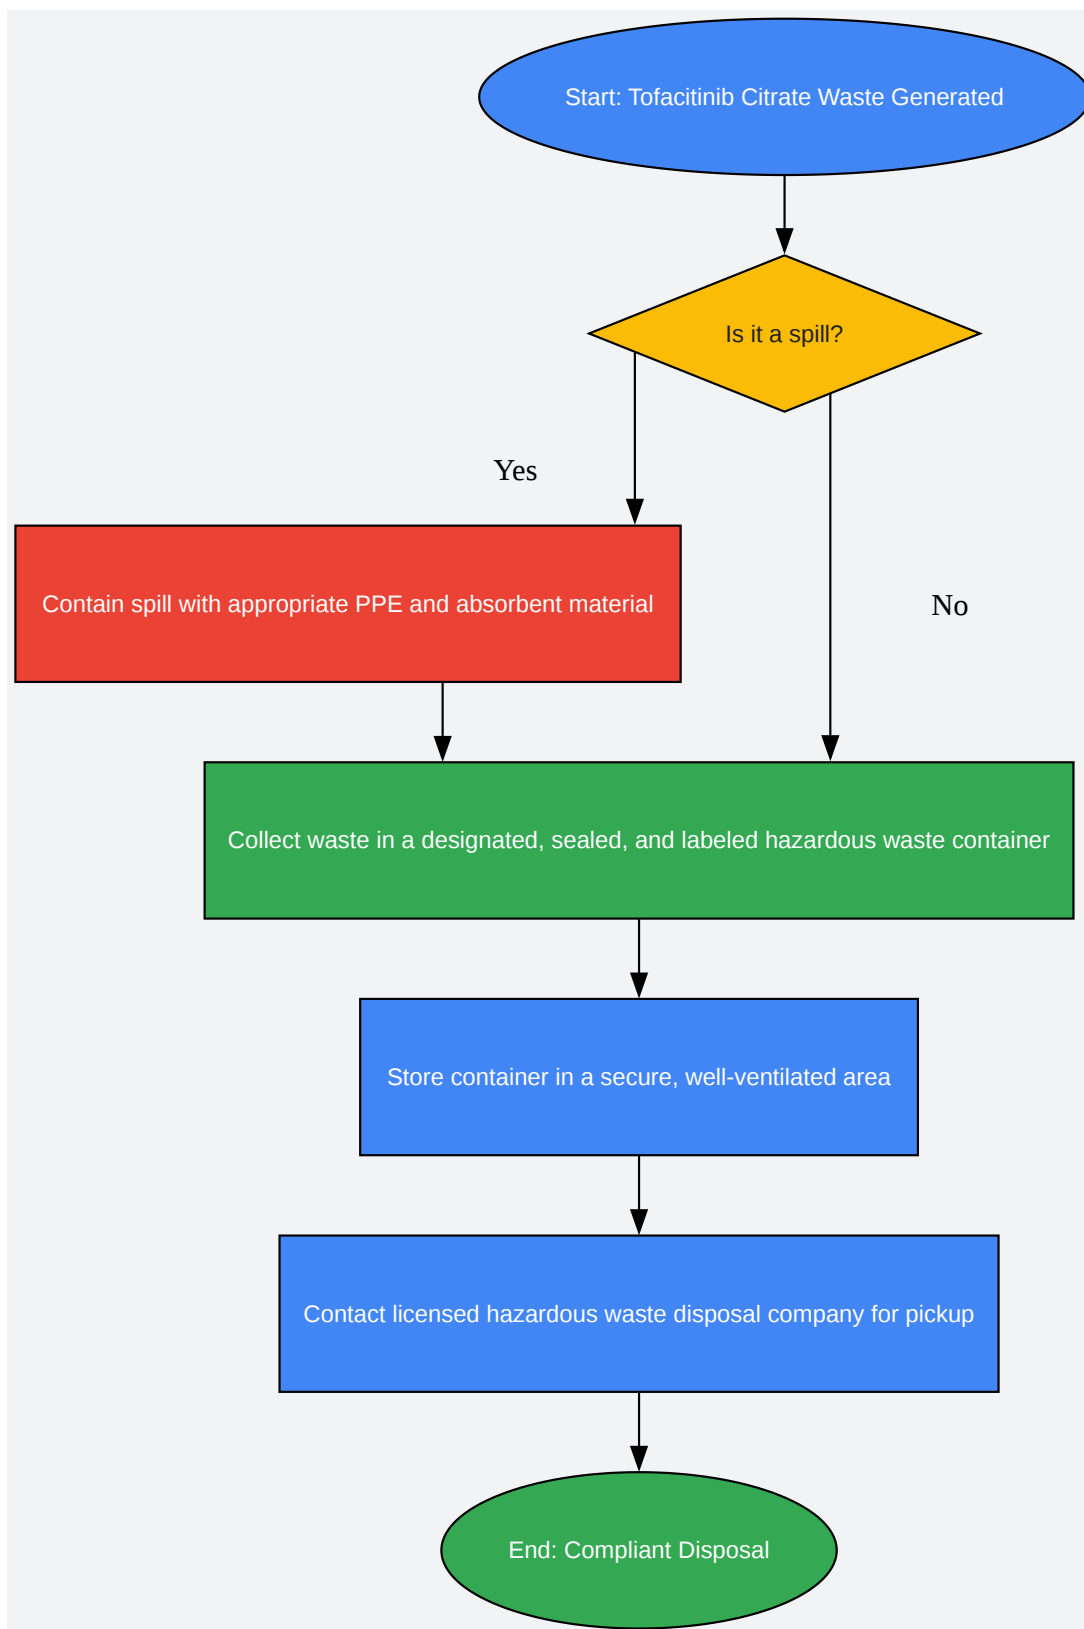 Start: Tofacitinib Citrate Waste Generated
Is it a spill?
Yes
Contain spill with appropriate PPE and absorbent material
No
Collect waste in a designated, sealed, and labeled hazardous waste container
Store container in a secure, well-ventilated area
Contact licensed hazardous waste disposal company for pickup
End: Compliant Disposal